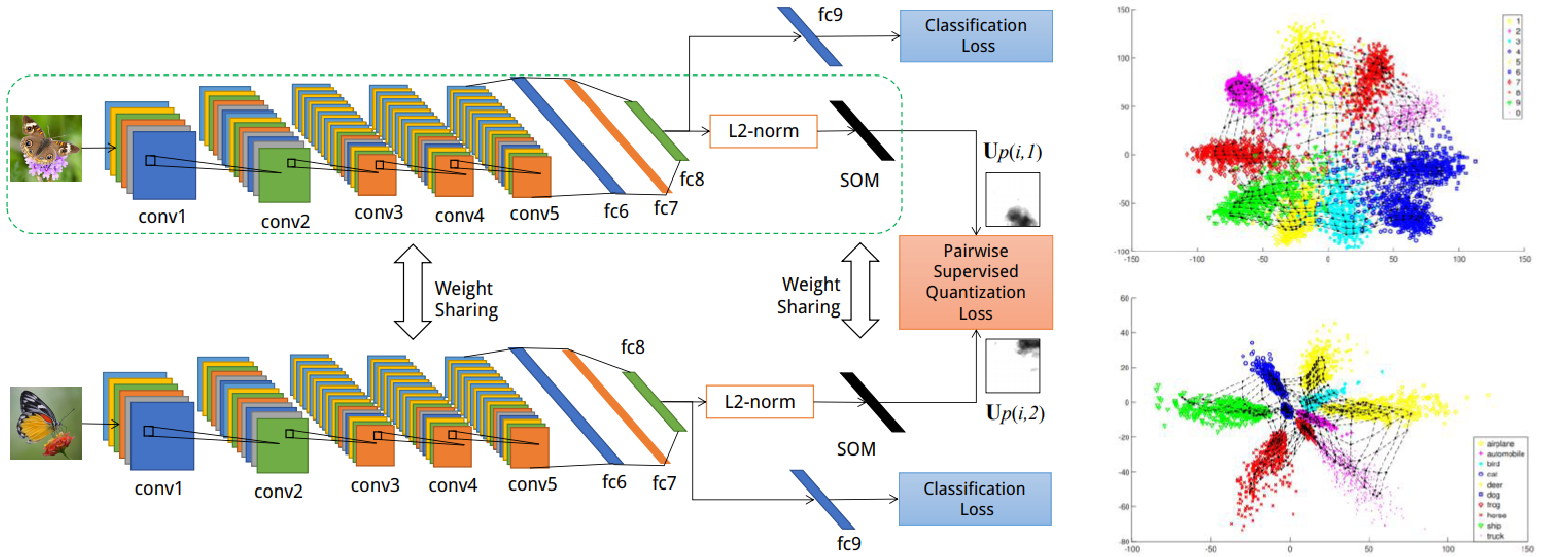 fc9
Classification
Loss
L2-norm
SOM
fc8
fc7
fc6
conv1
conv2
conv3
conv4
conv5
Up(i,1)
Weight
Sharing
Weight
Sharing
Pairwise
Supervised
Quantization
Loss
fc8
L2-norm
SOM
Up(i,2)
conv1
conv2
conv3
conv4
conv5
fc6
fc7
fc9
Classification
Loss
150
100
50
0
-50
-100
-150
-100
-50
0
50
100
150
1
2
3
4
5
6
7
8
9
0
60
40
20
0
-20
-40
-60
-80
-100
-50
0
50
100
150
airplane
automobile
bird
cat
deer
dog
frog
horse
ship
truck